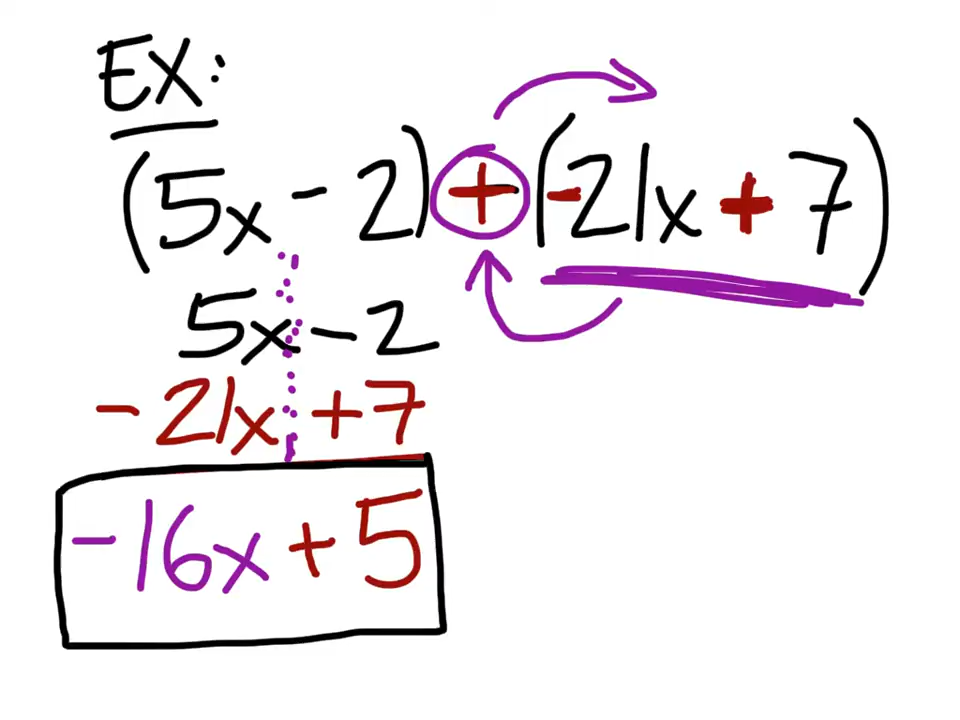 EX:
(5x - 2) + (-21x + 7)
5x - 2
- 21x + 7
-16x + 5